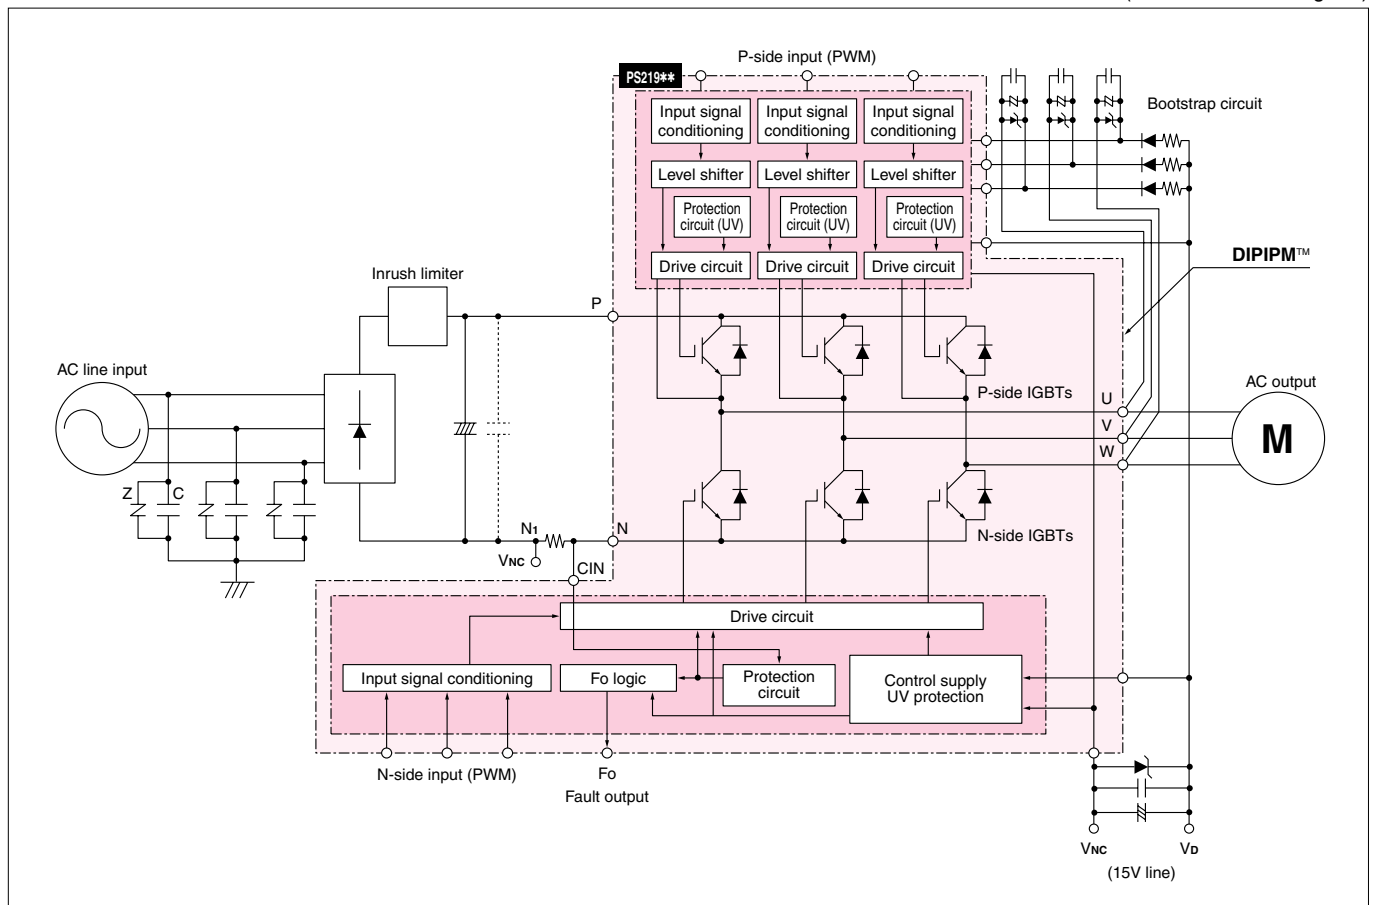 P-side input (PWM)
PS219**
Bootstrap circuit
Input signal
conditioning
Input signal
conditioning
Input signal
conditioning
Level shifter
Level shifter
Level shifter
Protection
circuit (UV)
Protection
circuit (UV)
Protection
circuit (UV)
Drive circuit
Drive circuit
Drive circuit
DIPIPM™
Inrush limiter
P
AC line input
P-side IGBTs
U
V
W
AC output
M
Z
C
N1
VNC
N
CIN
N-side IGBTs
Drive circuit
Input signal conditioning
Fo logic
Protection
circuit
Control supply
UV protection
N-side input (PWM)
Fo
Fault output
VNC
VD
(15V line)